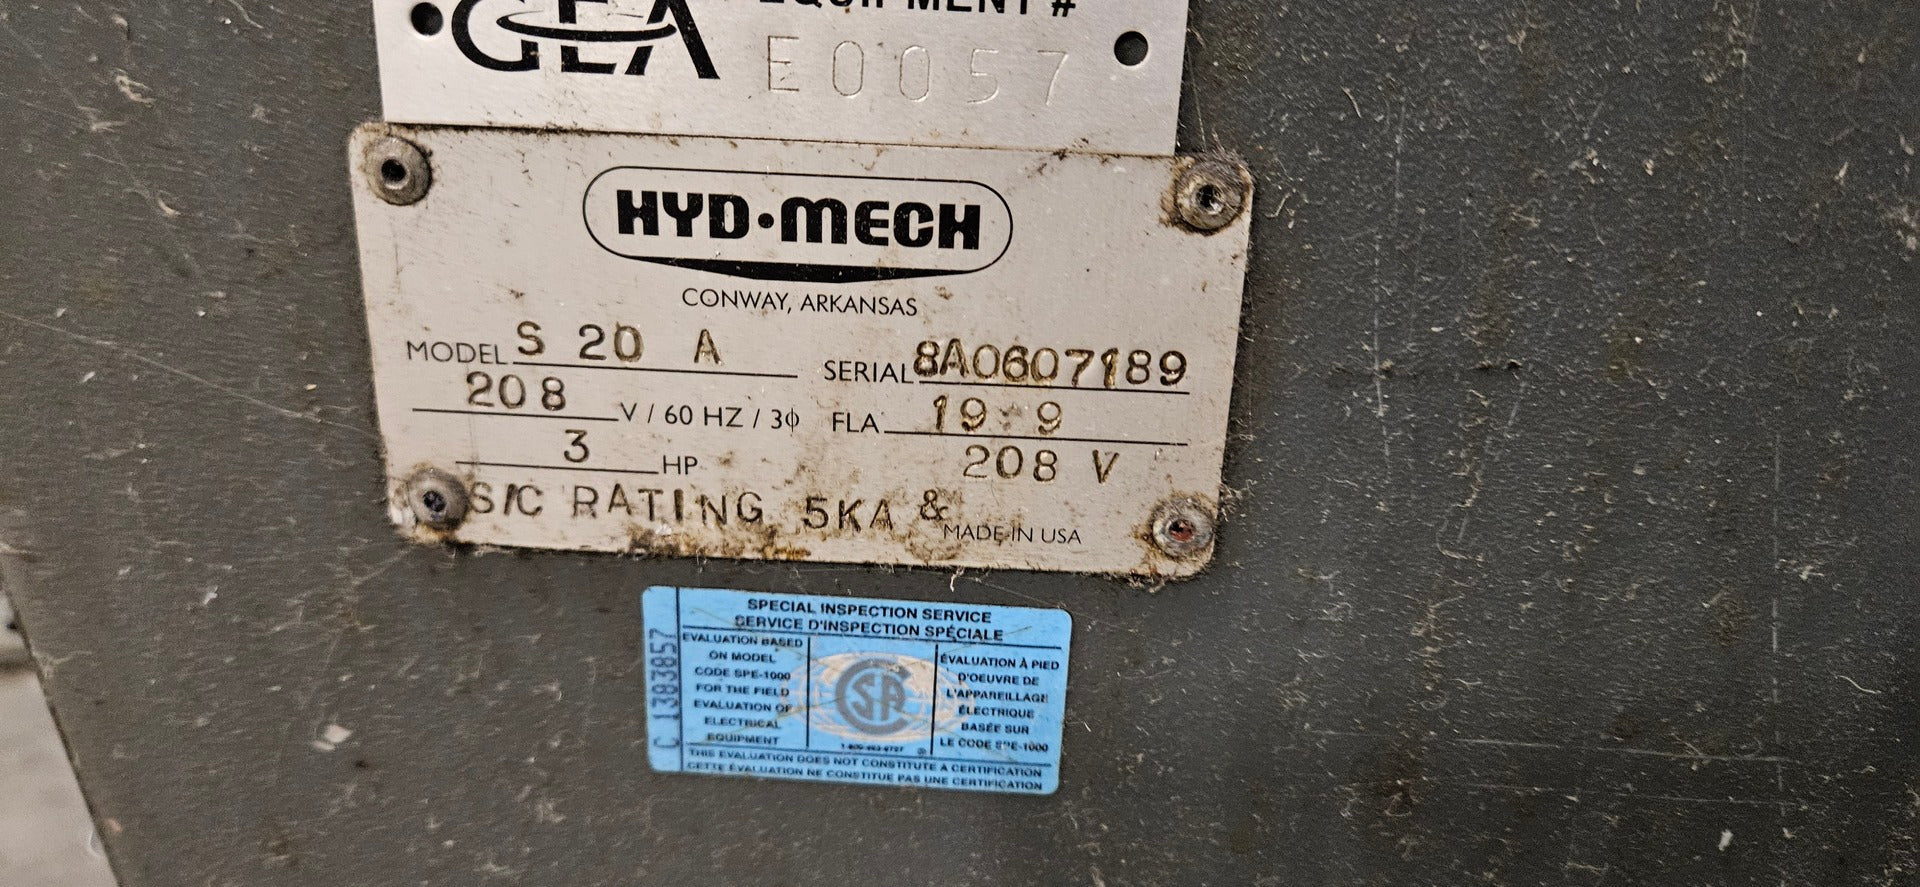 GEA EQUIPMENT #
E0057
HYD·MECH
CONWAY, ARKANSAS
MODEL S 20 A SERIAL 8A0607189
208 V / 60 HZ / 3ϕ FLA 19.9
3 HP 208 V
S/C RATING 5KA &
MADE IN USA
C 1383857
SPECIAL INSPECTION SERVICE
SERVICE D'INSPECTION SPÉCIALE
EVALUATION BASED
ON MODEL
CODE SPE-1000
FOR THE FIELD
EVALUATION OF
ELECTRICAL
EQUIPMENT
CSA
ÉVALUATION À PIED
D'OEUVRE DE
L'APPAREILLAGE
ÉLECTRIQUE
BASÉE SUR
LE CODE SPE-1000
THIS EVALUATION DOES NOT CONSTITUTE A CERTIFICATION
CETTE ÉVALUATION NE CONSTITUE PAS UNE CERTIFICATION